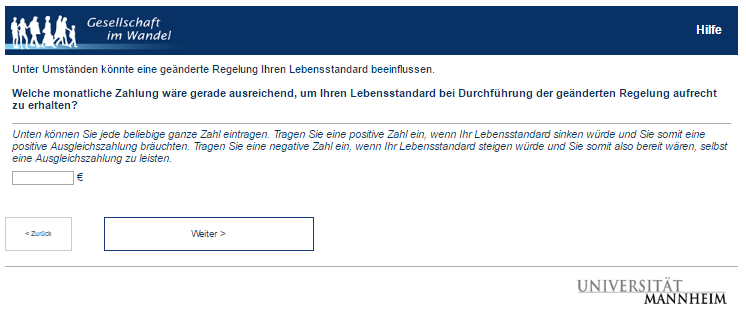 Gesellschaft
im Wandel
Hilfe
Unter Umständen könnte eine geänderte Regelung Ihren Lebensstandard beeinflussen.
Welche monatliche Zahlung wäre gerade ausreichend, um Ihren Lebensstandard bei Durchführung der geänderten Regelung aufrecht
zu erhalten?
Unten können Sie jede beliebige ganze Zahl eintragen. Tragen Sie eine positive Zahl ein, wenn Ihr Lebensstandard sinken würde und Sie somit eine
positive Ausgleichszahlung bräuchten. Tragen Sie eine negative Zahl ein, wenn Ihr Lebensstandard steigen würde und Sie somit also bereit wären, selbst
eine Ausgleichszahlung zu leisten.
€
< Zurück
Weiter >
UNIVERSITÄT
MANNHEIM